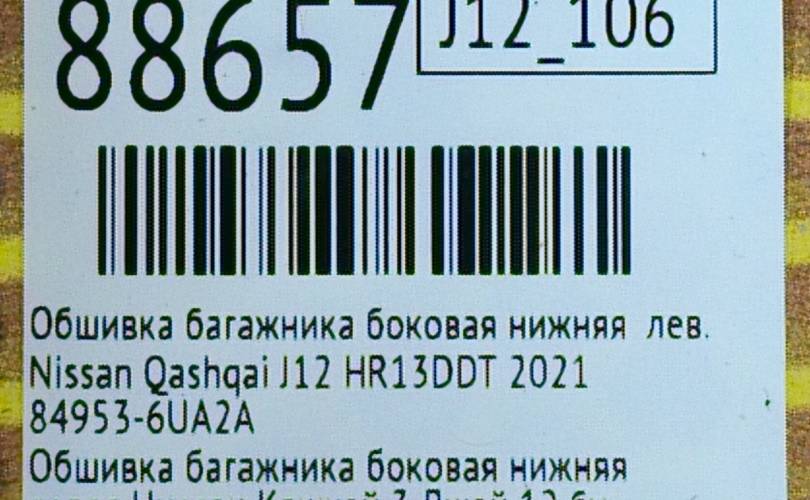 88657
J12_106
Обшивка багажника боковая нижняя лев.
Nissan Qashqai J12 HR13DDT 2021
84953-6UA2A
Обшивка багажника боковая нижняя